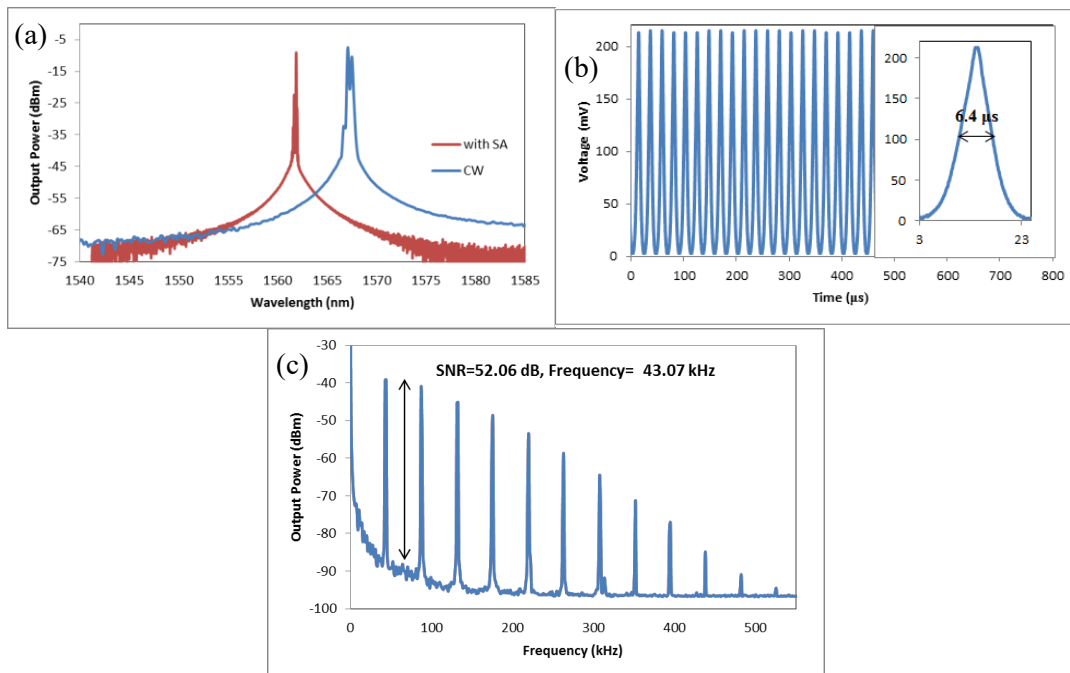 (a)
-5
-15
-25
-35
-45
-55
-65
-75
Output Power (dBm)
with SA
CW
1540 1545 1550 1555 1560 1565 1570 1575 1580 1585
Wavelength (nm)
(b)
200
150
100
50
0
Voltage (mV)
0 100 200 300 400 500 600 700 800
Time (µs)
200
150
100
50
0
6.4 µs
3 23
(c)
SNR=52.06 dB, Frequency= 43.07 kHz
-30
-40
-50
-60
-70
-80
-90
-100
Output Power (dBm)
0 100 200 300 400 500
Frequency (kHz)